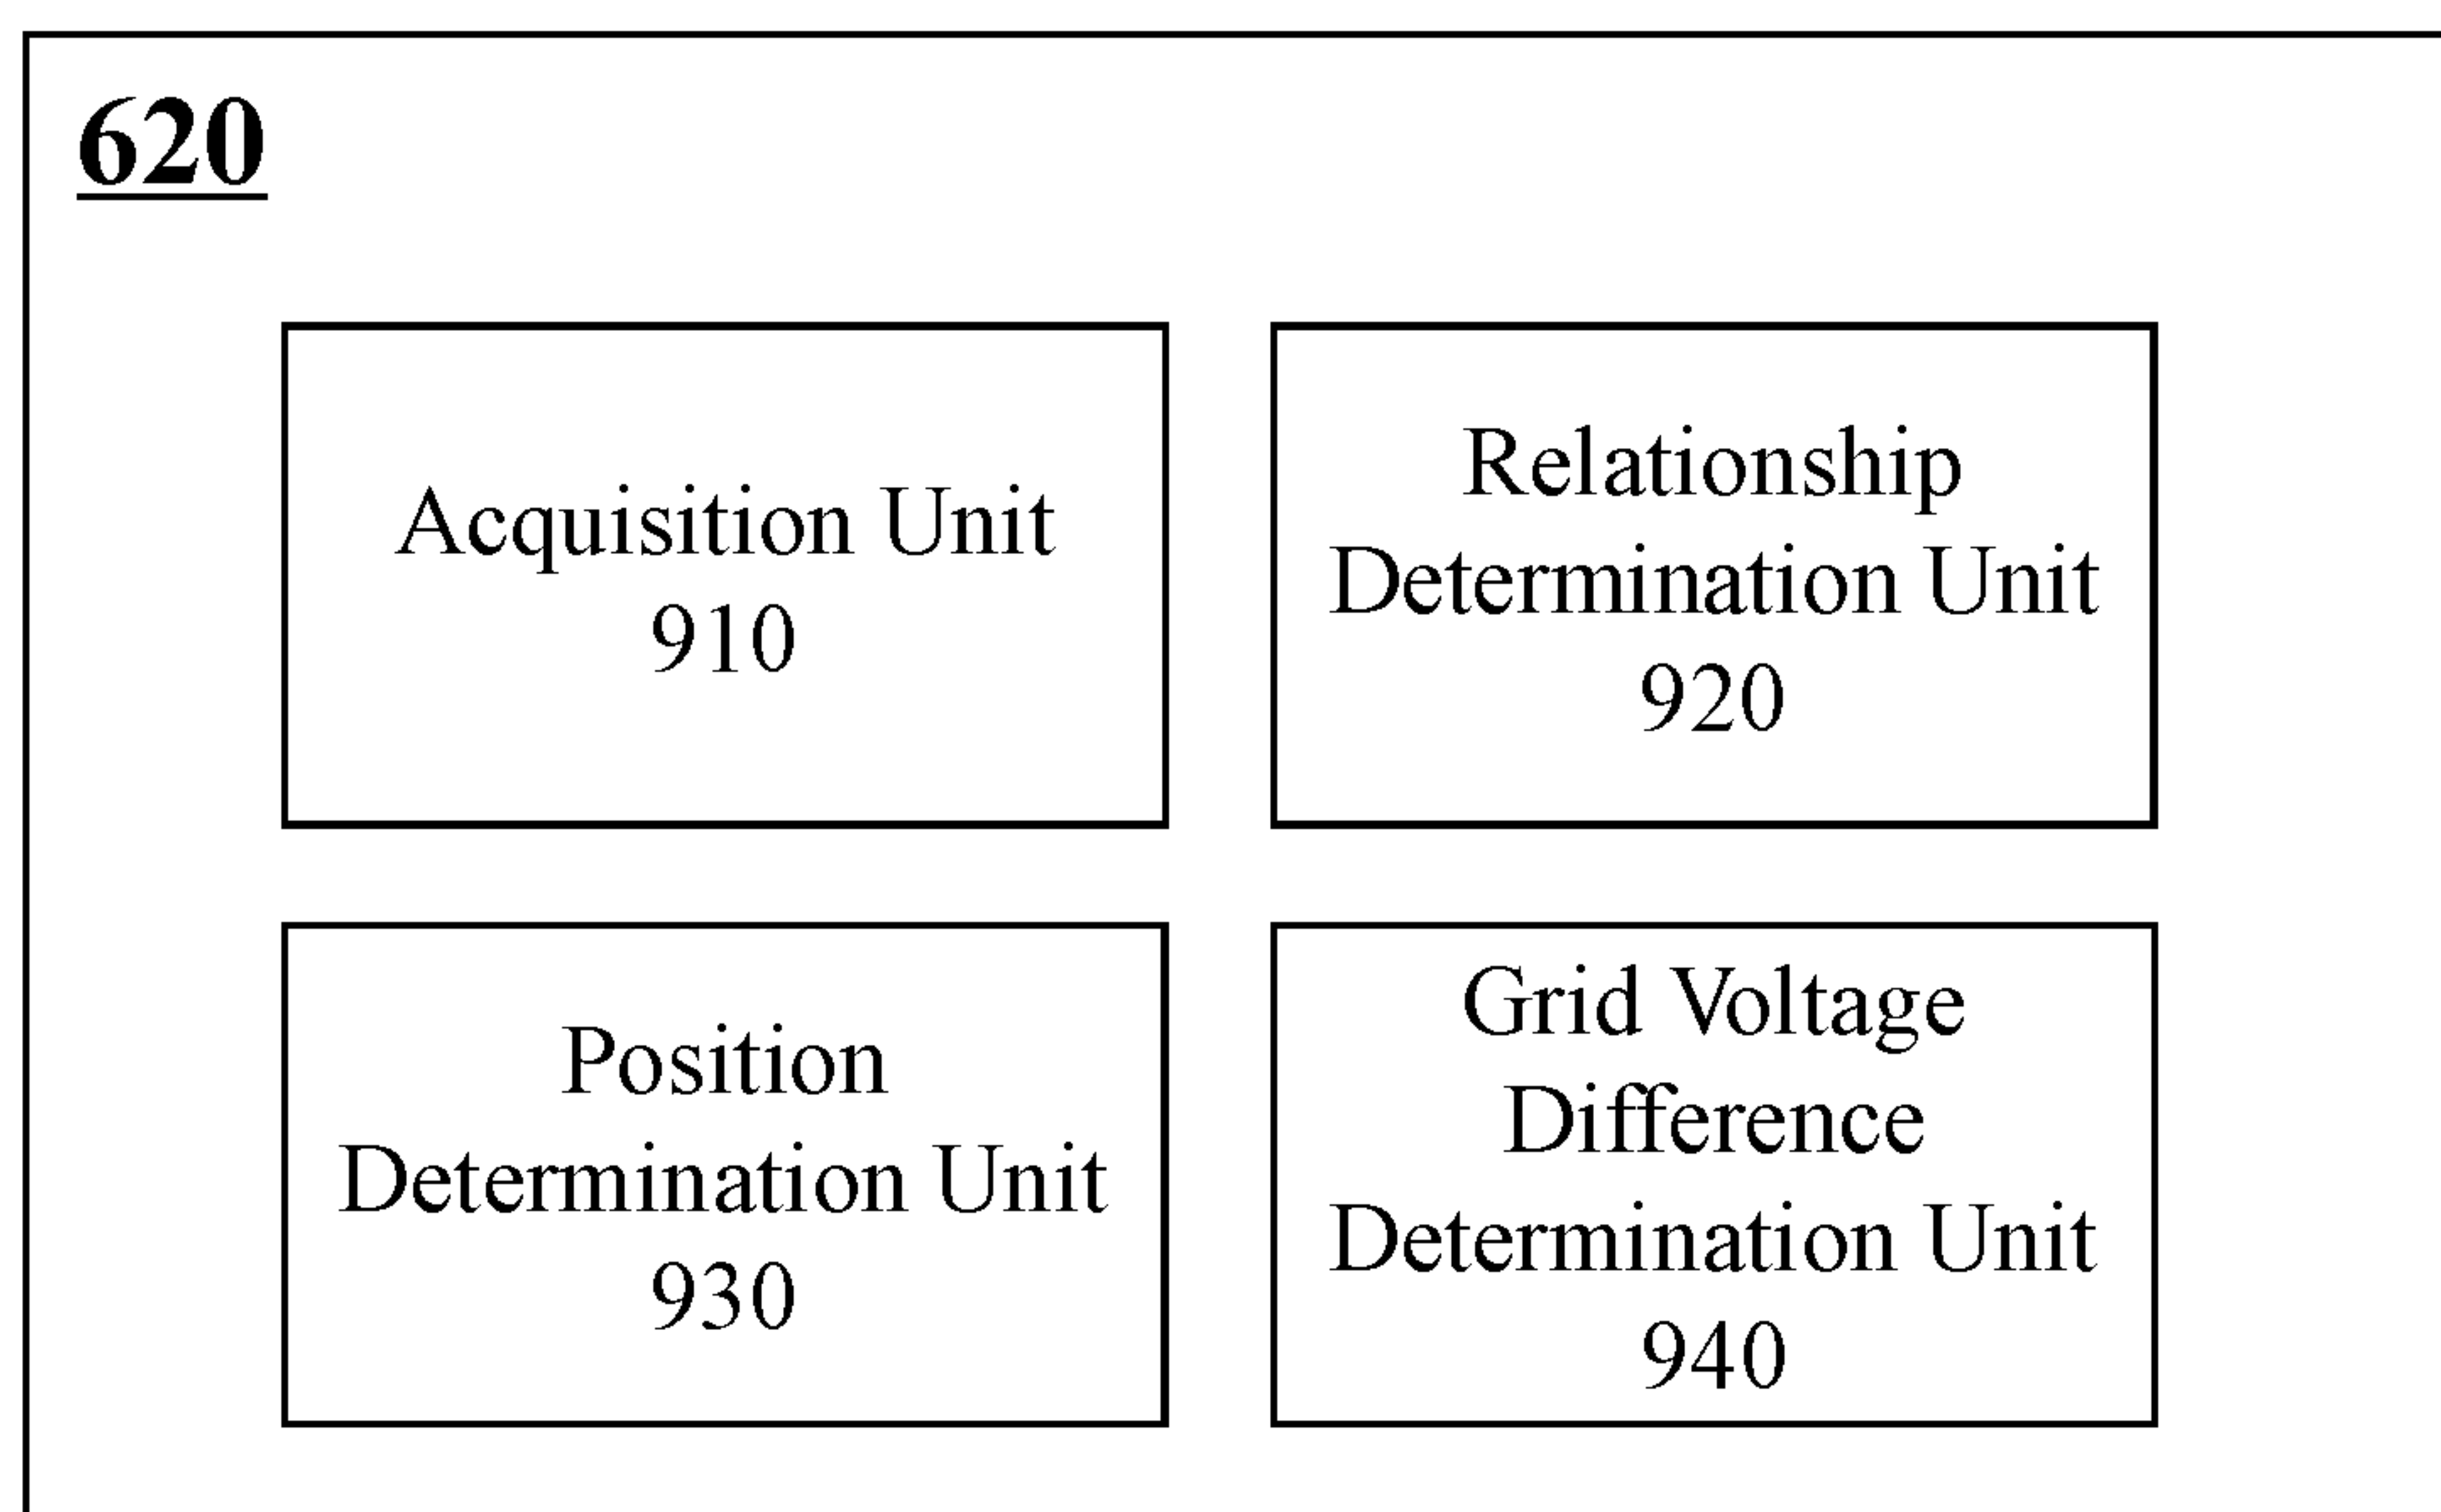 620
Acquisition Unit
910
Relationship
Determination Unit
920
Position
Determination Unit
930
Grid Voltage
Difference
Determination Unit
940